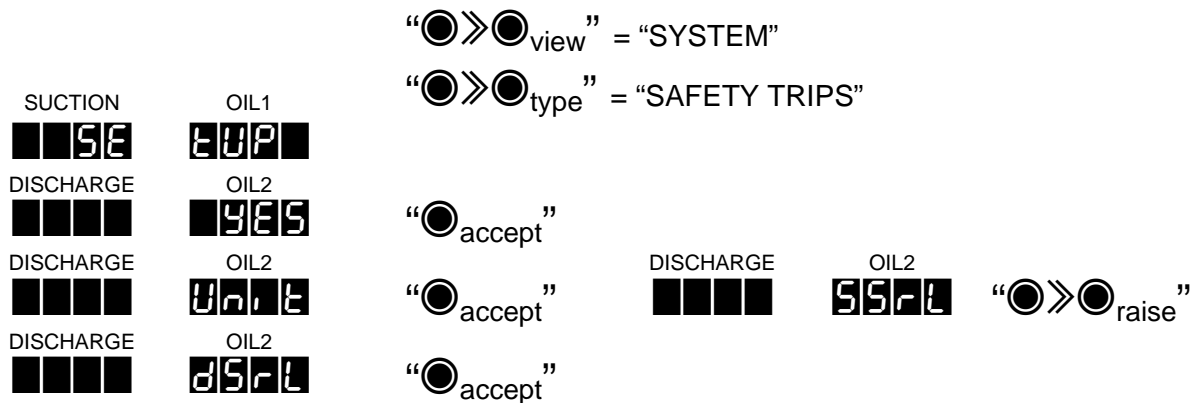 “◉≫◉view” = “SYSTEM”
“◉≫◉type” = “SAFETY TRIPS”
SUCTION OIL1
SE tUP
DISCHARGE OIL2
YES “◉accept”
DISCHARGE OIL2 DISCHARGE OIL2
Unit “◉accept” SSrL “◉≫◉raise”
DISCHARGE OIL2
dSrL “◉accept”